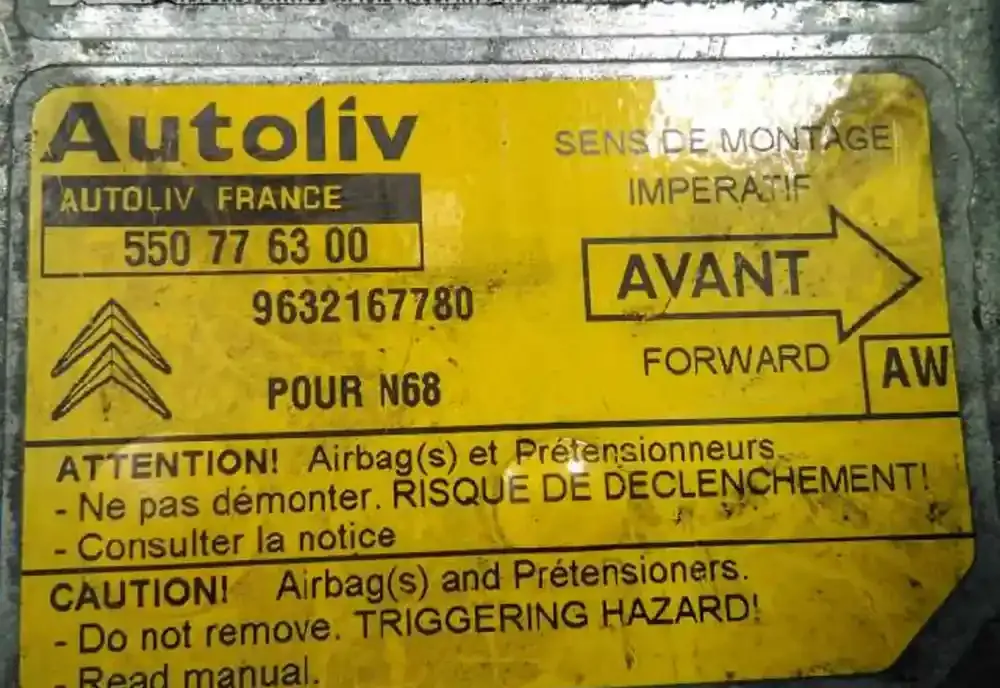 Autoliv
AUTOLIV FRANCE
550 77 63 00
9632167780
POUR N68
SENS DE MONTAGE
IMPERATIF
AVANT
FORWARD
AW
ATTENTION! Airbag(s) et Prétensionneurs.
- Ne pas démonter. RISQUE DE DECLENCHEMENT!
- Consulter la notice
CAUTION! Airbag(s) and Prétensioners.
- Do not remove. TRIGGERING HAZARD!
- Read manual.